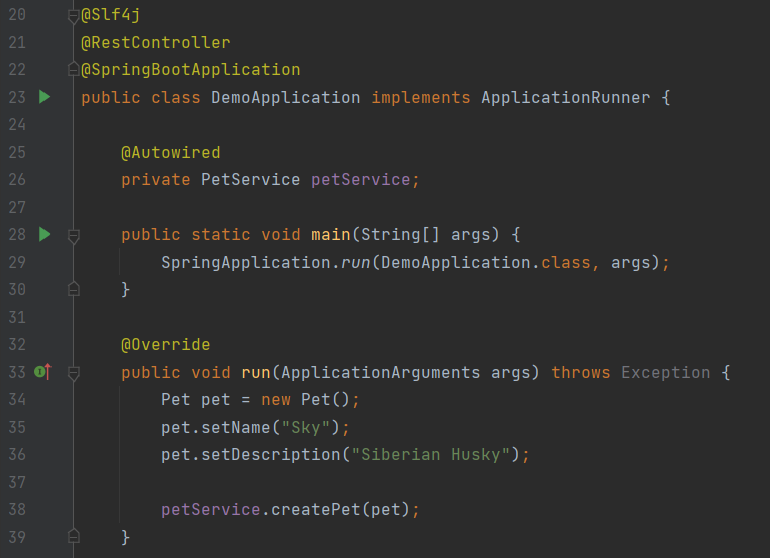 20 @Slf4j
21 @RestController
22 @SpringBootApplication
23 public class DemoApplication implements ApplicationRunner {
24
25     @Autowired
26     private PetService petService;
27
28     public static void main(String[] args) {
29         SpringApplication.run(DemoApplication.class, args);
30     }
31
32     @Override
33     public void run(ApplicationArguments args) throws Exception {
34         Pet pet = new Pet();
35         pet.setName("Sky");
36         pet.setDescription("Siberian Husky");
37
38         petService.createPet(pet);
39     }